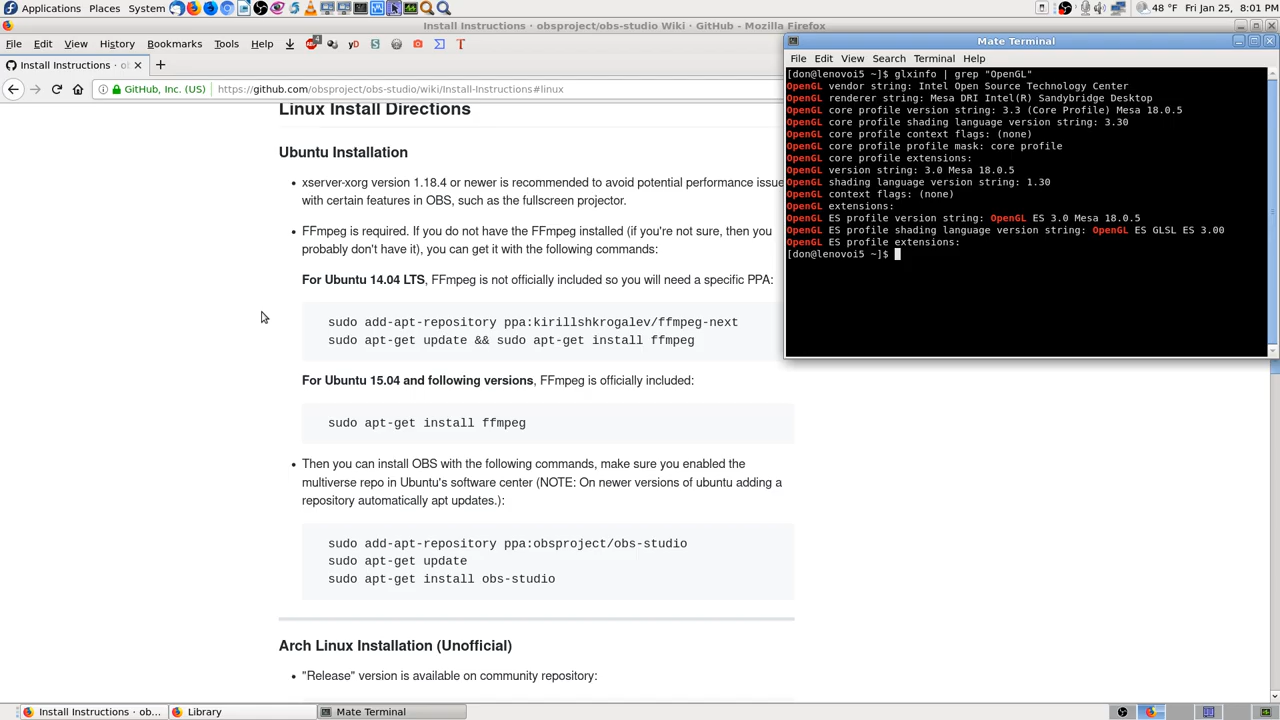 Applications Places System 48 °F Fri Jan 25, 8:01 PM
Install Instructions · obsproject/obs-studio Wiki · GitHub - Mozilla Firefox
File Edit View History Bookmarks Tools Help
Install Instructions · ob
GitHub, Inc. (US) https://github.com/obsproject/obs-studio/wiki/Install-Instructions#linux
Linux Install Directions
Ubuntu Installation
• xserver-xorg version 1.18.4 or newer is recommended to avoid potential performance issue
with certain features in OBS, such as the fullscreen projector.
• FFmpeg is required. If you do not have the FFmpeg installed (if you're not sure, then you
probably don't have it), you can get it with the following commands:
For Ubuntu 14.04 LTS, FFmpeg is not officially included so you will need a specific PPA:
sudo add-apt-repository ppa:kirillshkrogalev/ffmpeg-next
sudo apt-get update && sudo apt-get install ffmpeg
For Ubuntu 15.04 and following versions, FFmpeg is officially included:
sudo apt-get install ffmpeg
• Then you can install OBS with the following commands, make sure you enabled the
multiverse repo in Ubuntu's software center (NOTE: On newer versions of ubuntu adding a
repository automatically apt updates.):
sudo add-apt-repository ppa:obsproject/obs-studio
sudo apt-get update
sudo apt-get install obs-studio
Arch Linux Installation (Unofficial)
• "Release" version is available on community repository:
Mate Terminal
File Edit View Search Terminal Help
[don@lenovoi5 ~]$ glxinfo | grep "OpenGL"
OpenGL vendor string: Intel Open Source Technology Center
OpenGL renderer string: Mesa DRI Intel(R) Sandybridge Desktop
OpenGL core profile version string: 3.3 (Core Profile) Mesa 18.0.5
OpenGL core profile shading language version string: 3.30
OpenGL core profile context flags: (none)
OpenGL core profile profile mask: core profile
OpenGL core profile extensions:
OpenGL version string: 3.0 Mesa 18.0.5
OpenGL shading language version string: 1.30
OpenGL context flags: (none)
OpenGL extensions:
OpenGL ES profile version string: OpenGL ES 3.0 Mesa 18.0.5
OpenGL ES profile shading language version string: OpenGL ES GLSL ES 3.00
OpenGL ES profile extensions:
[don@lenovoi5 ~]$
Install Instructions · ob... Library Mate Terminal